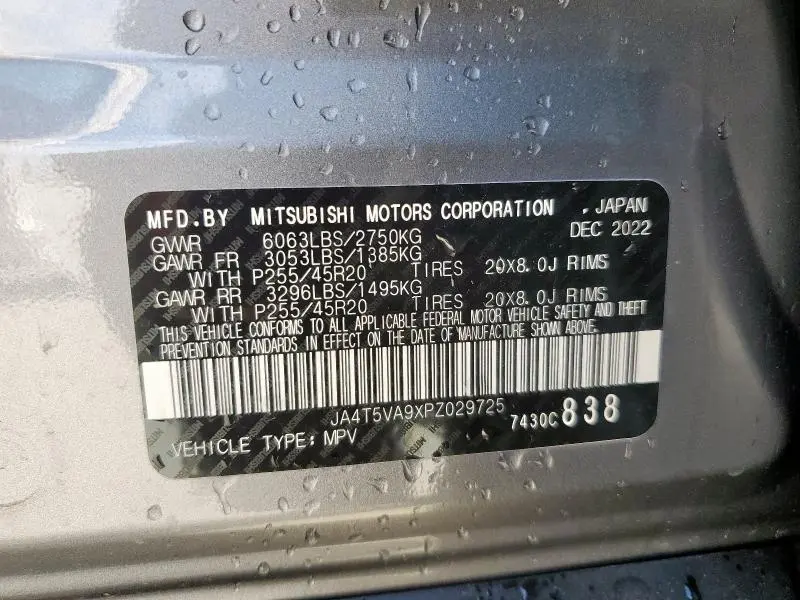 MFD.BY MITSUBISHI MOTORS CORPORATION , JAPAN
GVWR 6063LBS/2750KG DEC 2022
GAWR FR 3053LBS/1385KG
WITH P255/45R20 TIRES 20X8.0J RIMS
GAWR RR 3296LBS/1495KG
WITH P255/45R20 TIRES 20X8.0J RIMS
THIS VEHICLE CONFORMS TO ALL APPLICABLE FEDERAL MOTOR VEHICLE SAFETY AND THEFT
PREVENTION STANDARDS IN EFFECT ON THE DATE OF MANUFACTURE SHOWN ABOVE.
JA4T5VA9XPZ029725 7430C838
VEHICLE TYPE: MPV